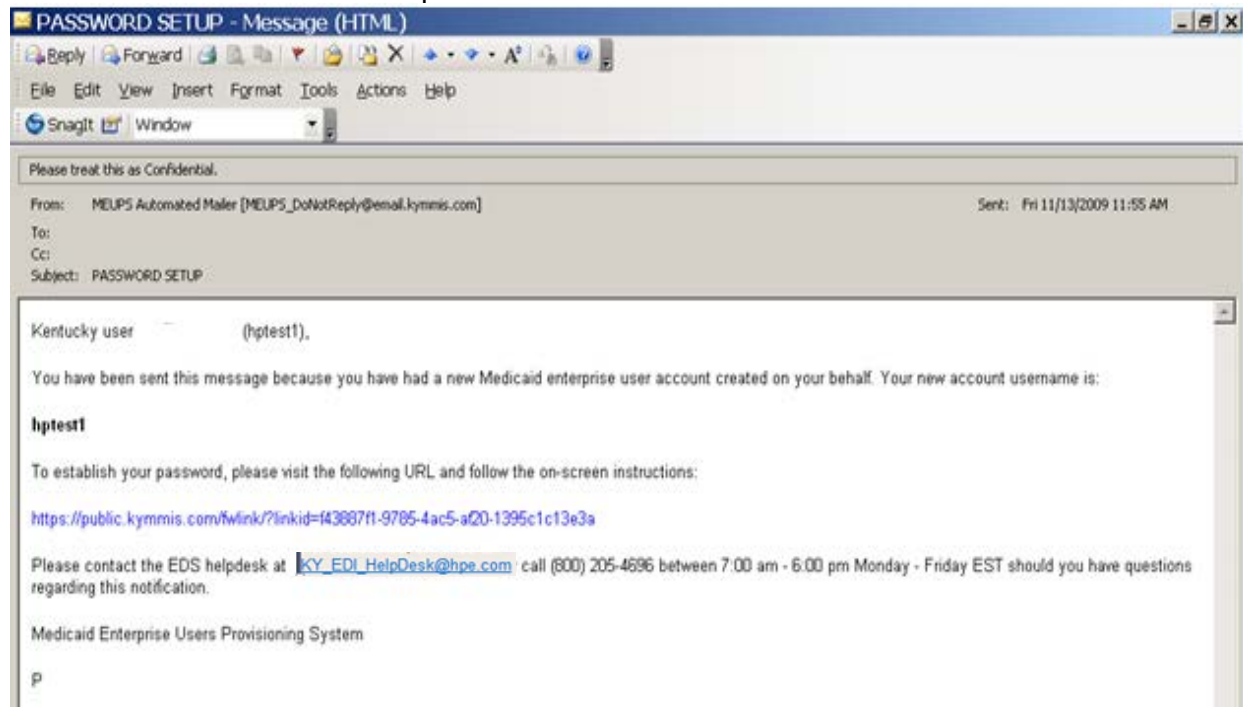 PASSWORD SETUP - Message (HTML)
Reply Forward
File Edit View Insert Format Tools Actions Help
SnagIt Window
Please treat this as Confidential.
From: MEUPS Automated Mailer [MEUPS_DoNotReply@email.kymmis.com] Sent: Fri 11/13/2009 11:55 AM
To:
Cc:
Subject: PASSWORD SETUP
Kentucky user (hptest1),
You have been sent this message because you have had a new Medicaid enterprise user account created on your behalf. Your new account username is:
hptest1
To establish your password, please visit the following URL and follow the on-screen instructions:
https://public.kymmis.com/fwlink/?linkid=f43887f1-9785-4ac5-af20-1395c1c13e3a
Please contact the EDS helpdesk at KY_EDI_HelpDesk@hpe.com call (800) 205-4696 between 7:00 am - 6:00 pm Monday - Friday EST should you have questions
regarding this notification.
Medicaid Enterprise Users Provisioning System
P